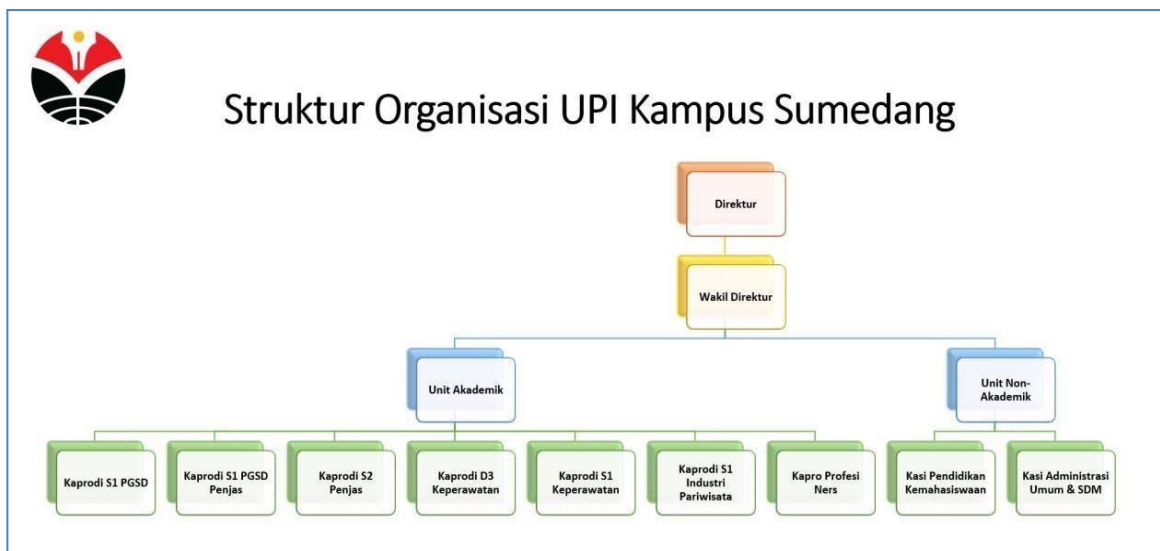 Struktur Organisasi UPI Kampus Sumedang
Direktur
Wakil Direktur
Unit Akademik
Unit Non-
Akademik
Kaprodi S1 PGSD
Kaprodi S1 PGSD
Penjas
Kaprodi S2
Penjas
Kaprodi D3
Keperawatan
Kaprodi S1
Keperawatan
Kaprodi S1
Industri
Pariwisata
Kapro Profesi
Ners
Kasi Pendidikan
Kemahasiswaan
Kasi Administrasi
Umum & SDM